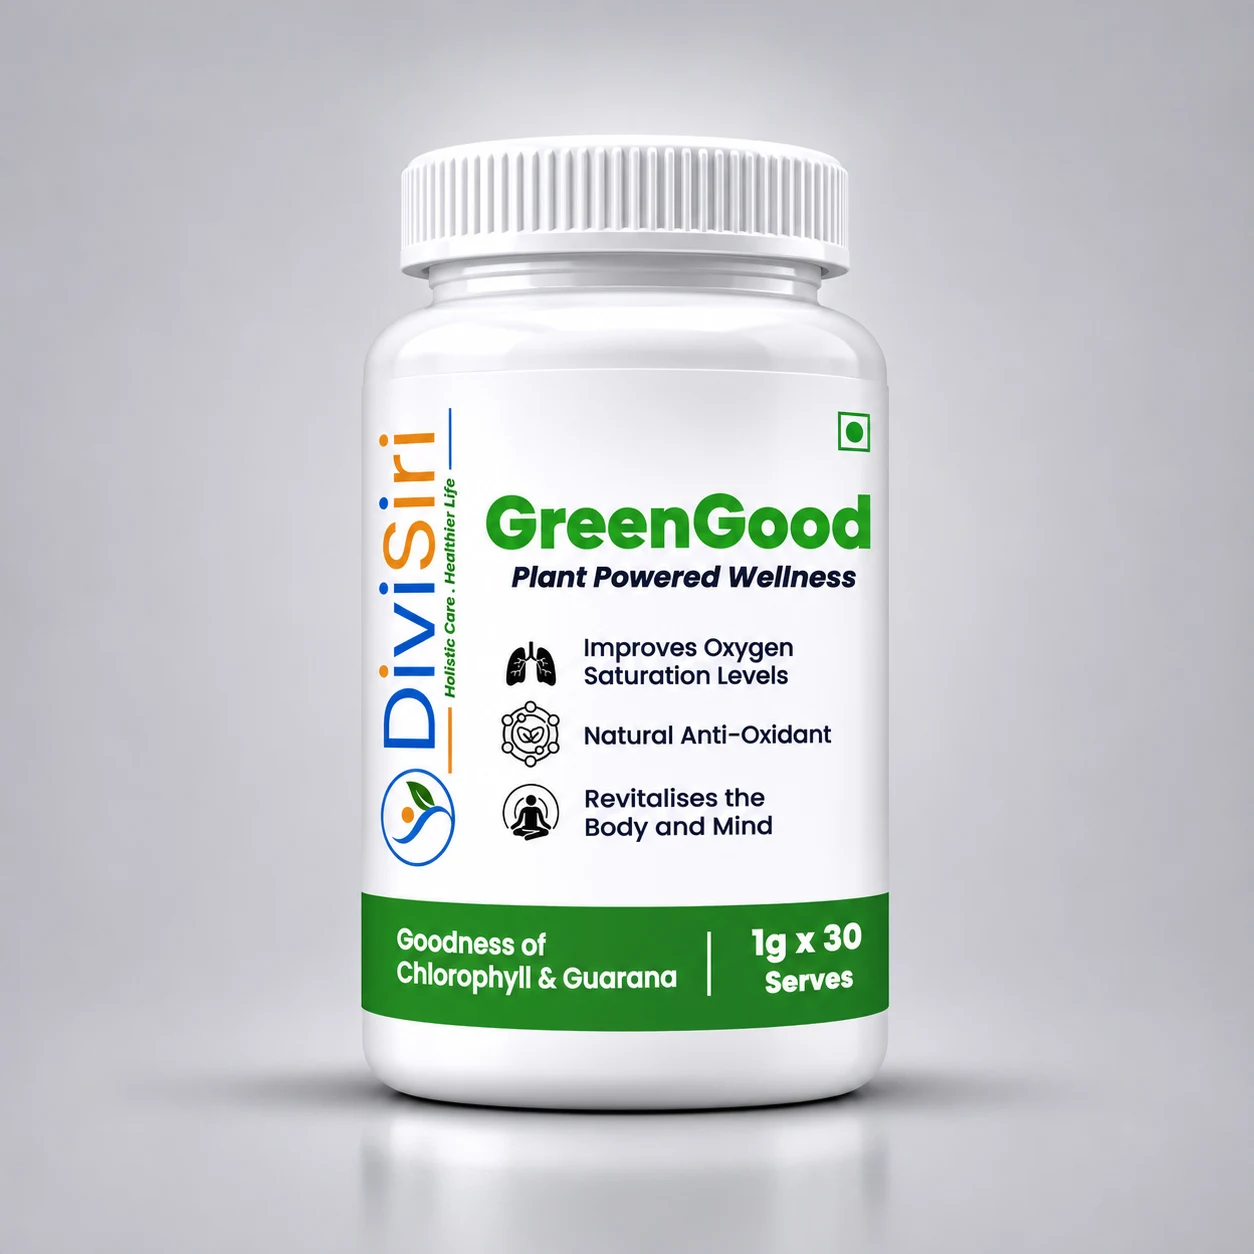 DiviSiri
Holistic Care . Healthier Life
GreenGood
Plant Powered Wellness
Improves Oxygen
Saturation Levels
Natural Anti-Oxidant
Revitalises the
Body and Mind
Goodness of
Chlorophyll & Guarana
1g x 30
Serves